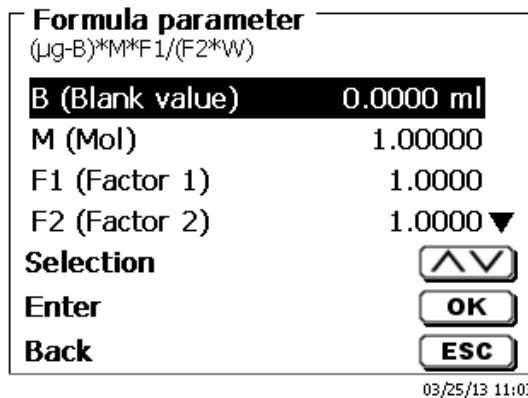 Formula parameter
(µg-B)*M*F1/(F2*W)
B (Blank value) 0.0000 ml
M (Mol) 1.00000
F1 (Factor 1) 1.0000
F2 (Factor 2) 1.0000 ▼
Selection
Enter OK
Back ESC
03/25/13 11:03